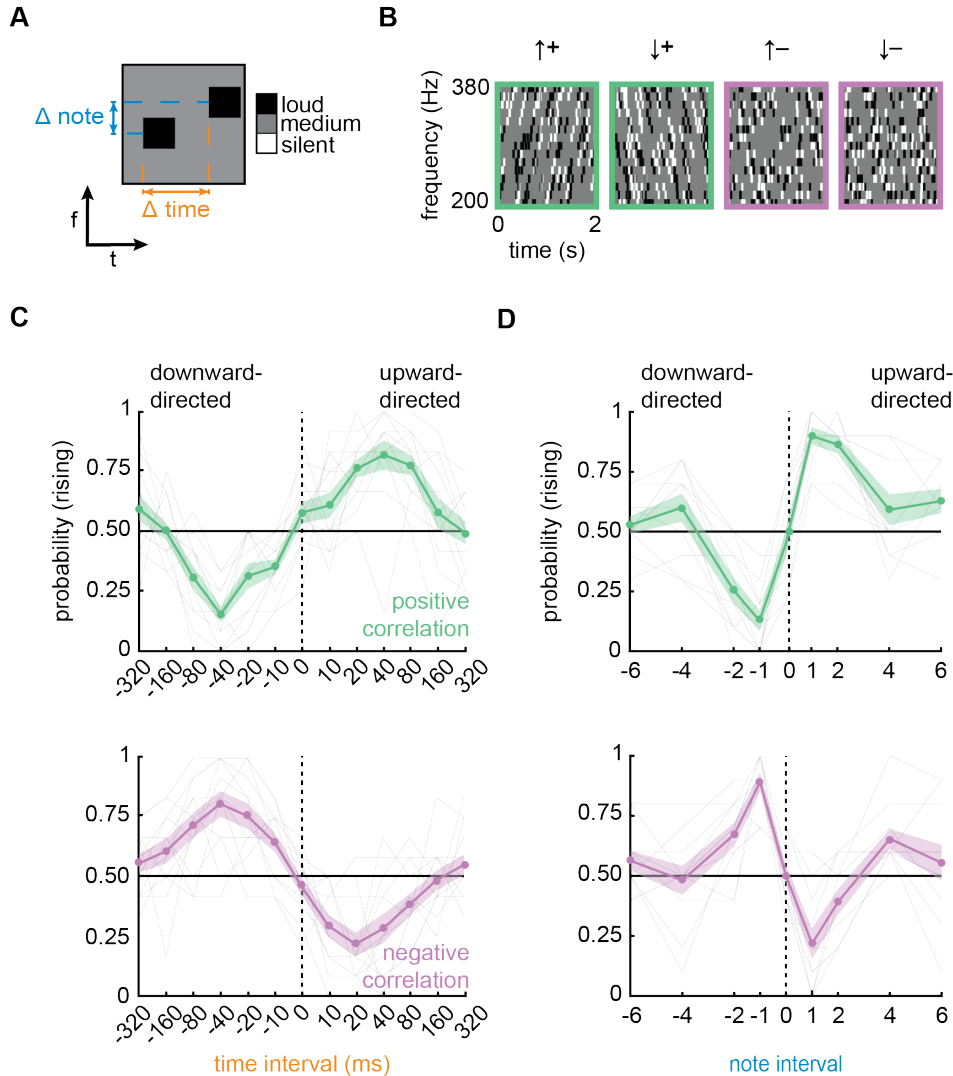 A
Δ note
loud
medium
silent
Δ time
f
t
B
↑+ ↓+ ↑– ↓–
frequency (Hz)
380
200
0 2
time (s)
C
downward-
directed
upward-
directed
probability (rising)
1
0.75
0.50
0.25
0
positive
correlation
-320 -160 -80 -40 -20 -10 0 10 20 40 80 160 320
1
0.75
0.50
0.25
0
negative
correlation
-320 -160 -80 -40 -20 -10 0 10 20 40 80 160 320
time interval (ms)
D
downward-
directed
upward-
directed
probability (rising)
1
0.75
0.50
0.25
0
-6 -4 -2 -1 0 1 2 4 6
1
0.75
0.50
0.25
0
-6 -4 -2 -1 0 1 2 4 6
note interval